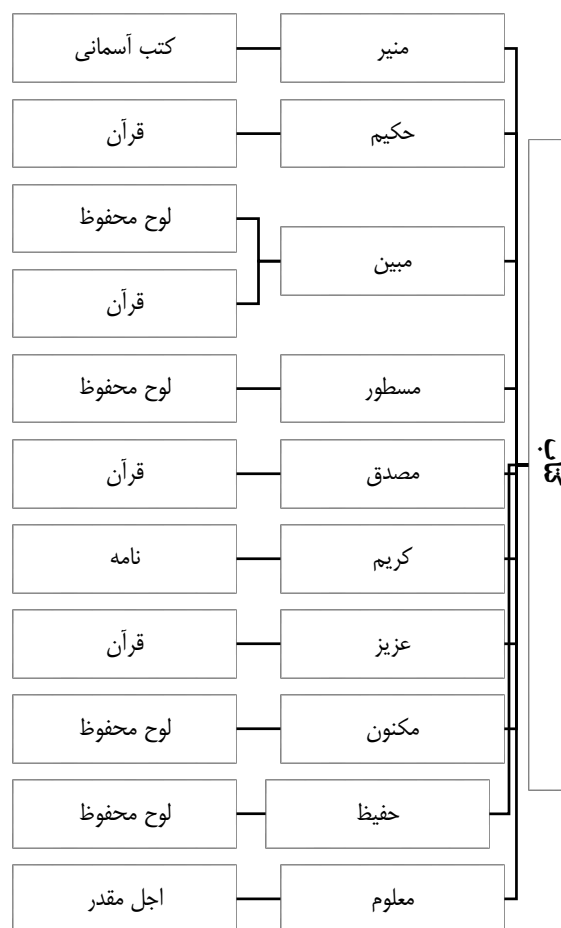 کتاب
منیر
کتب آسمانی
حکیم
قرآن
مبین
لوح محفوظ
قرآن
مسطور
لوح محفوظ
مصدق
قرآن
کریم
نامه
عزیز
قرآن
مکنون
لوح محفوظ
حفیظ
لوح محفوظ
معلوم
اجل مقدر